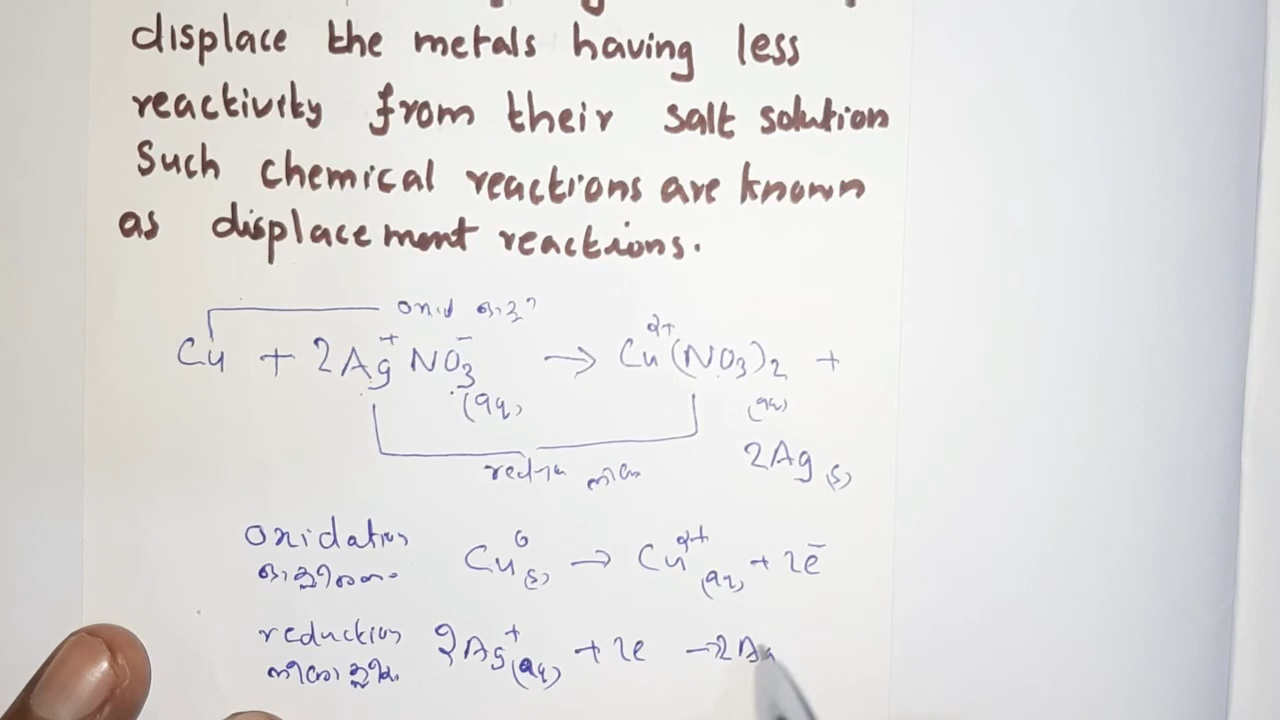 displace the metals having less
reactivity from their salt solution
Such chemical reactions are known
as displacement reactions.
oxid
Cu + 2Ag⁺NO₃⁻ (aq) → Cu²⁺(NO₃)₂ (aq) +
2Ag (s)
oxidation Cu⁰(s) → Cu²⁺(aq) + 2e⁻
reduction 2Ag⁺(aq) + 2e → 2Ag